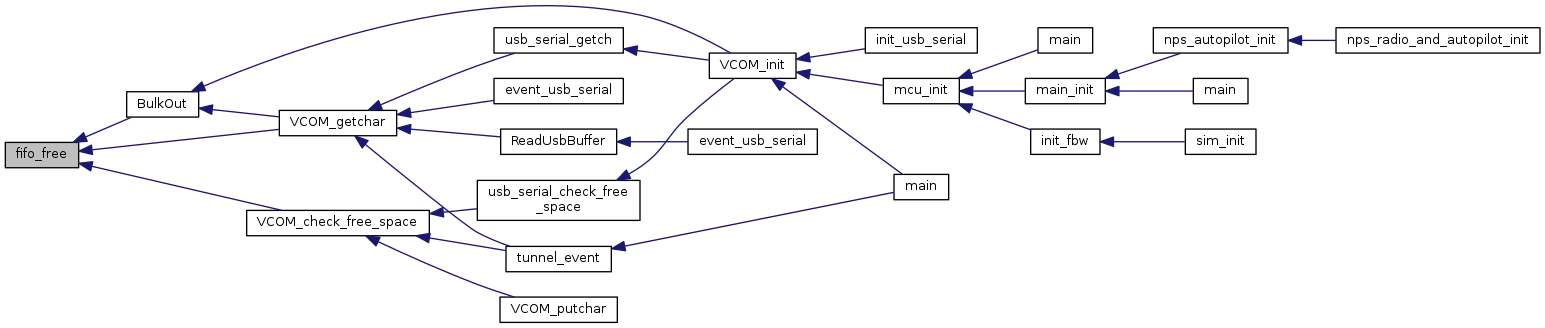 fifo_free
BulkOut
VCOM_getchar
VCOM_check_free_space
usb_serial_getch
event_usb_serial
ReadUsbBuffer
usb_serial_check_free
_space
tunnel_event
VCOM_putchar
VCOM_init
event_usb_serial
init_usb_serial
mcu_init
main
main
main_init
init_fbw
nps_autopilot_init
main
sim_init
nps_radio_and_autopilot_init